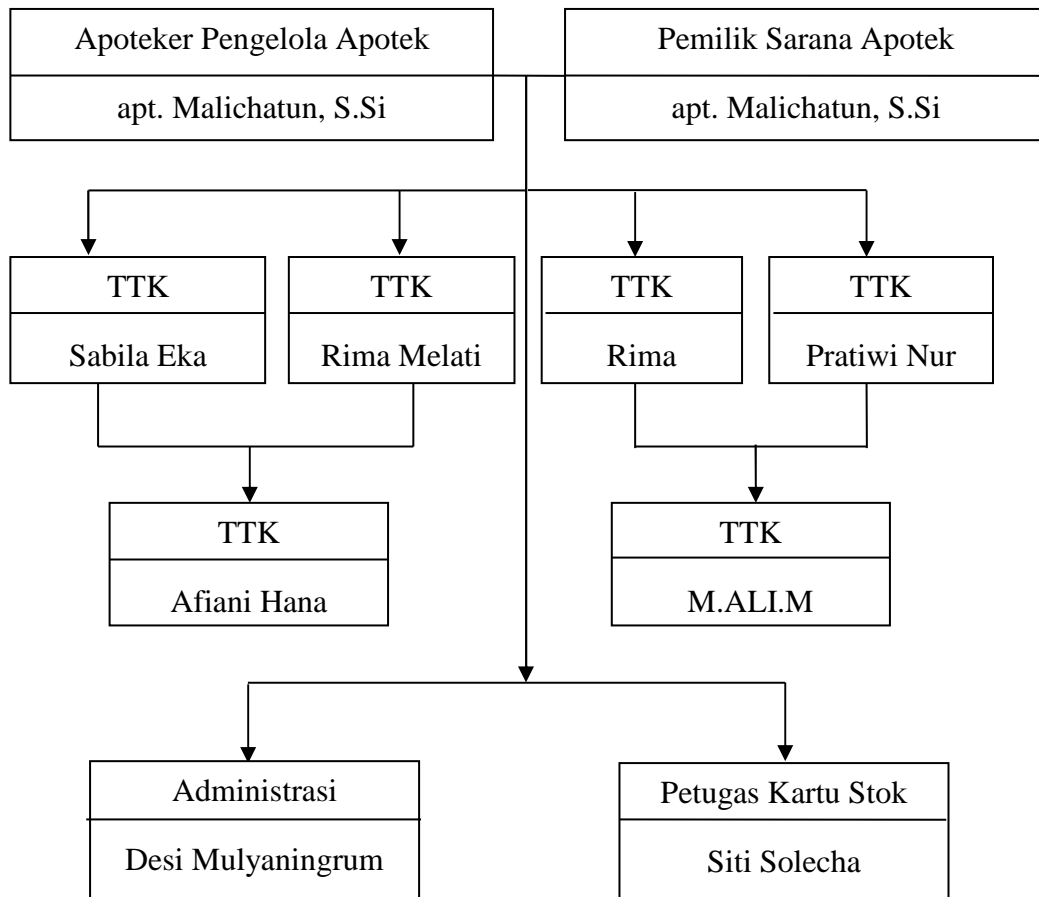 Apoteker Pengelola Apotek
Pemilik Sarana Apotek
apt. Malichatun, S.Si
apt. Malichatun, S.Si
TTK
TTK
TTK
TTK
Sabila Eka
Rima Melati
Rima
Pratiwi Nur
TTK
TTK
Afiani Hana
M.ALI.M
Administrasi
Petugas Kartu Stok
Desi Mulyaningrum
Siti Solecha